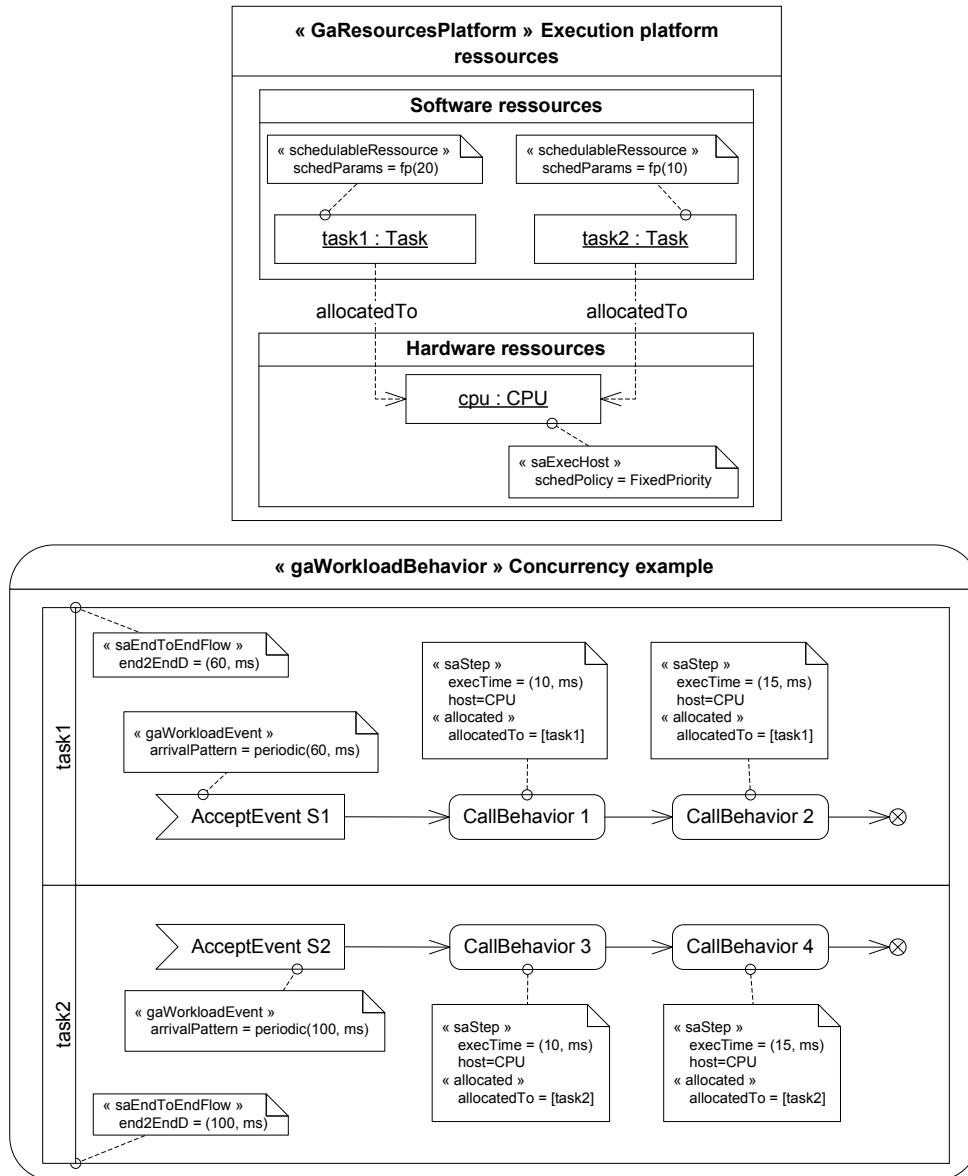 « GaResourcesPlatform » Execution platform
ressources
Software ressources
« schedulableRessource »
schedParams = fp(20)
« schedulableRessource »
schedParams = fp(10)
task1 : Task
task2 : Task
allocatedTo
allocatedTo
Hardware ressources
cpu : CPU
« saExecHost »
schedPolicy = FixedPriority
« gaWorkloadBehavior » Concurrency example
task1
« saEndToEndFlow »
end2EndD = (60, ms)
« gaWorkloadEvent »
arrivalPattern = periodic(60, ms)
« saStep »
execTime = (10, ms)
host=CPU
« allocated »
allocatedTo = [task1]
« saStep »
execTime = (15, ms)
host=CPU
« allocated »
allocatedTo = [task1]
AcceptEvent S1
CallBehavior 1
CallBehavior 2
task2
AcceptEvent S2
CallBehavior 3
CallBehavior 4
« gaWorkloadEvent »
arrivalPattern = periodic(100, ms)
« saStep »
execTime = (10, ms)
host=CPU
« allocated »
allocatedTo = [task2]
« saStep »
execTime = (15, ms)
host=CPU
« allocated »
allocatedTo = [task2]
« saEndToEndFlow »
end2EndD = (100, ms)